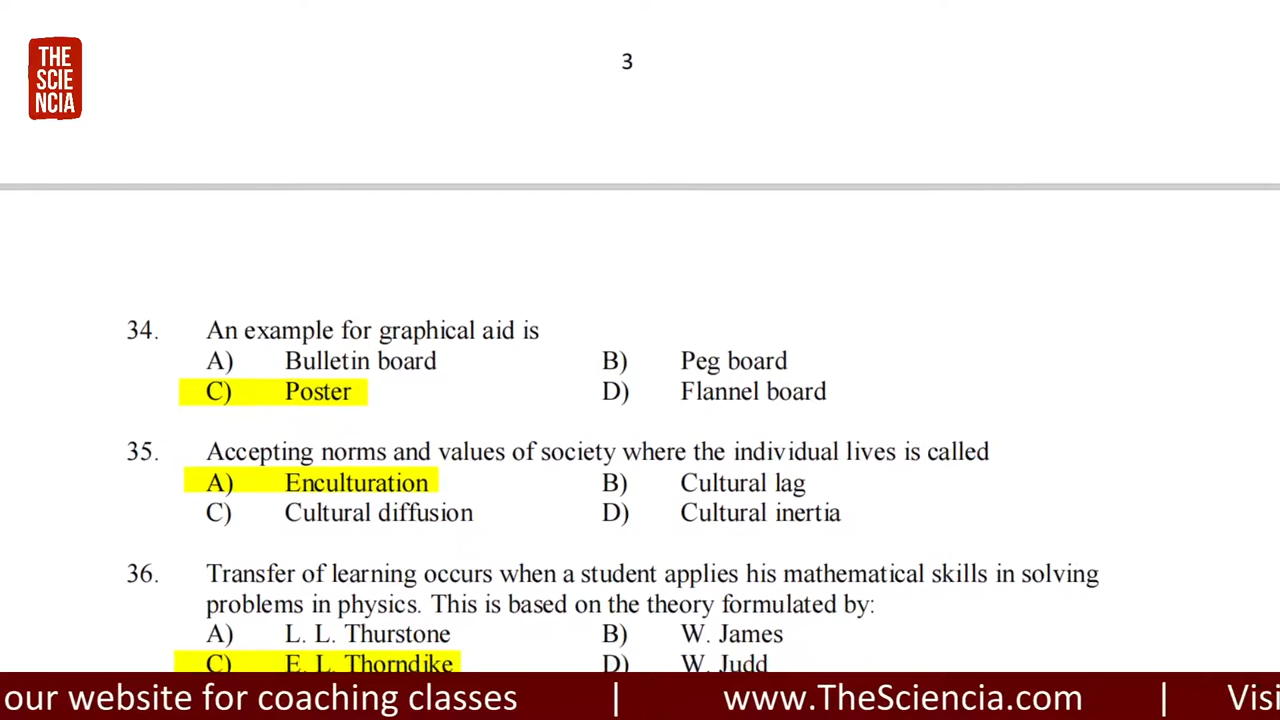 THE
SCIE
NCIA
3
34. An example for graphical aid is
A) Bulletin board B) Peg board
C) Poster D) Flannel board
35. Accepting norms and values of society where the individual lives is called
A) Enculturation B) Cultural lag
C) Cultural diffusion D) Cultural inertia
36. Transfer of learning occurs when a student applies his mathematical skills in solving
problems in physics. This is based on the theory formulated by:
A) L. L. Thurstone B) W. James
C) E. L. Thorndike D) W. Judd
our website for coaching classes | www.TheSciencia.com | Visi